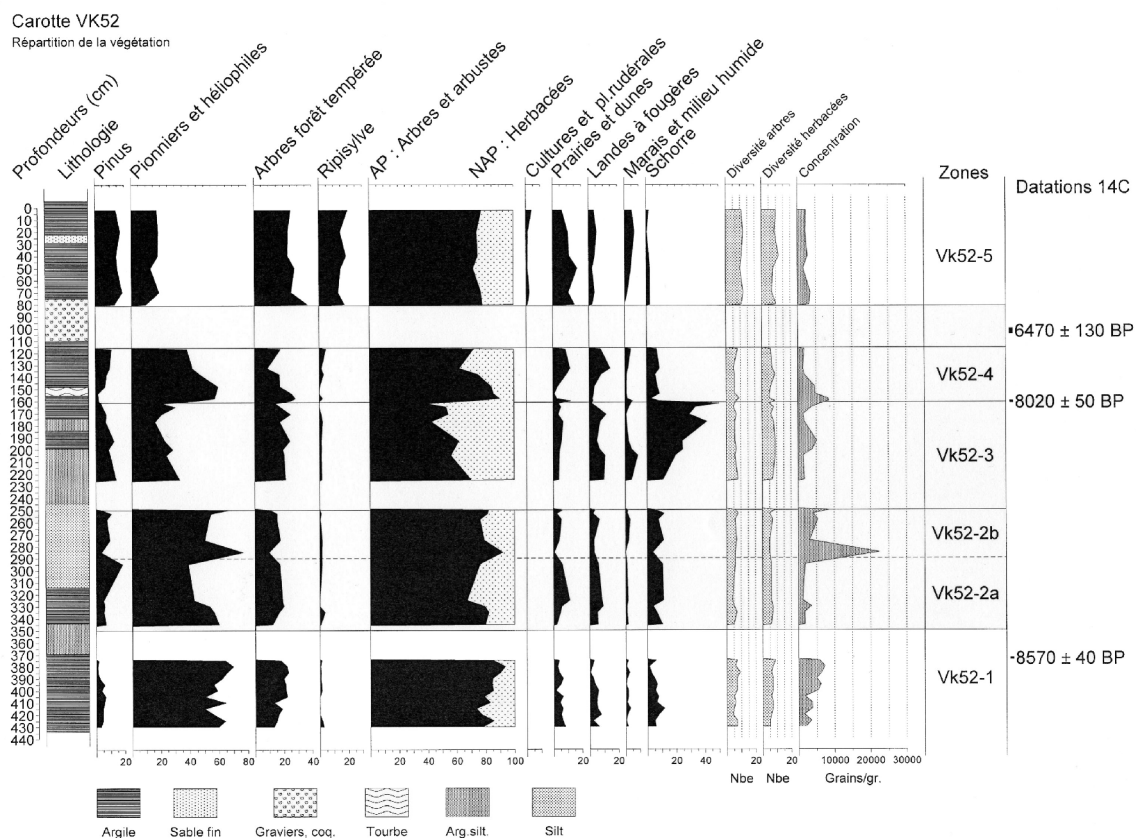 Carotte VK52
Répartition de la végétation
Profondeurs (cm)
Lithologie
Pinus
Pionniers et héliophiles
Arbres forêt tempérée
Ripisylve
AP : Arbres et arbustes
NAP : Herbacées
Cultures et pl.rudérales
Prairies et dunes
Landes à fougères
Marais et milieu humide
Schorre
Diversité arbres
Diversité herbacées
Concentration
Zones
Datations 14C
0
10
20
30
40
50
60
70
80
90
100
110
120
130
140
150
160
170
180
190
200
210
220
230
240
250
260
270
280
290
300
310
320
330
340
350
360
370
380
390
400
410
420
430
440
Vk52-5
6470 ± 130 BP
Vk52-4
8020 ± 50 BP
Vk52-3
Vk52-2b
Vk52-2a
8570 ± 40 BP
Vk52-1
20 20 40 60 80 20 40 20 20 40 60 80 100 20 20 20 20 20 40 20 20 10000 20000 30000
Nbe Nbe Grains/gr.
Argile Sable fin Graviers, coq. Tourbe Arg.silt. Silt